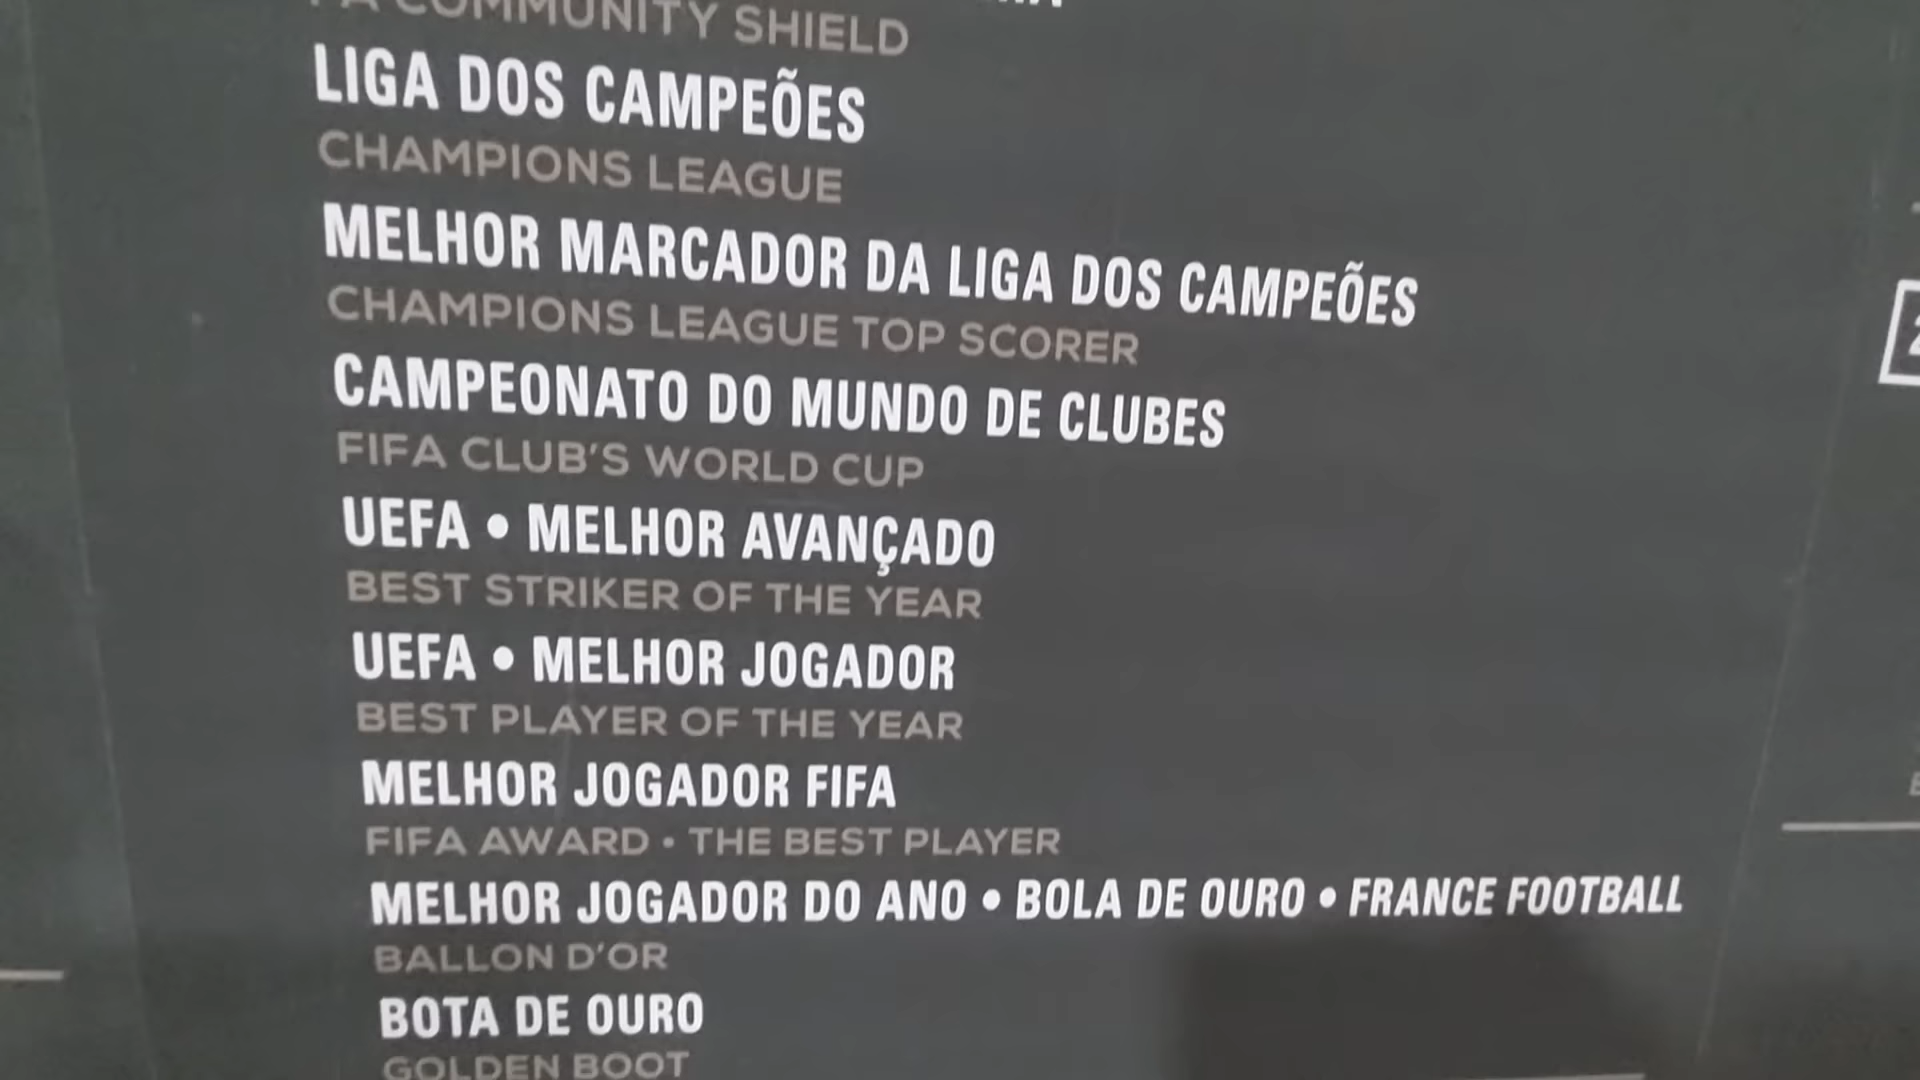 COMMUNITY SHIELD
LIGA DOS CAMPEÕES
CHAMPIONS LEAGUE
MELHOR MARCADOR DA LIGA DOS CAMPEÕES
CHAMPIONS LEAGUE TOP SCORER
CAMPEONATO DO MUNDO DE CLUBES
FIFA CLUB'S WORLD CUP
UEFA • MELHOR AVANÇADO
BEST STRIKER OF THE YEAR
UEFA • MELHOR JOGADOR
BEST PLAYER OF THE YEAR
MELHOR JOGADOR FIFA
FIFA AWARD • THE BEST PLAYER
MELHOR JOGADOR DO ANO • BOLA DE OURO • FRANCE FOOTBALL
BALLON D'OR
BOTA DE OURO
GOLDEN BOOT